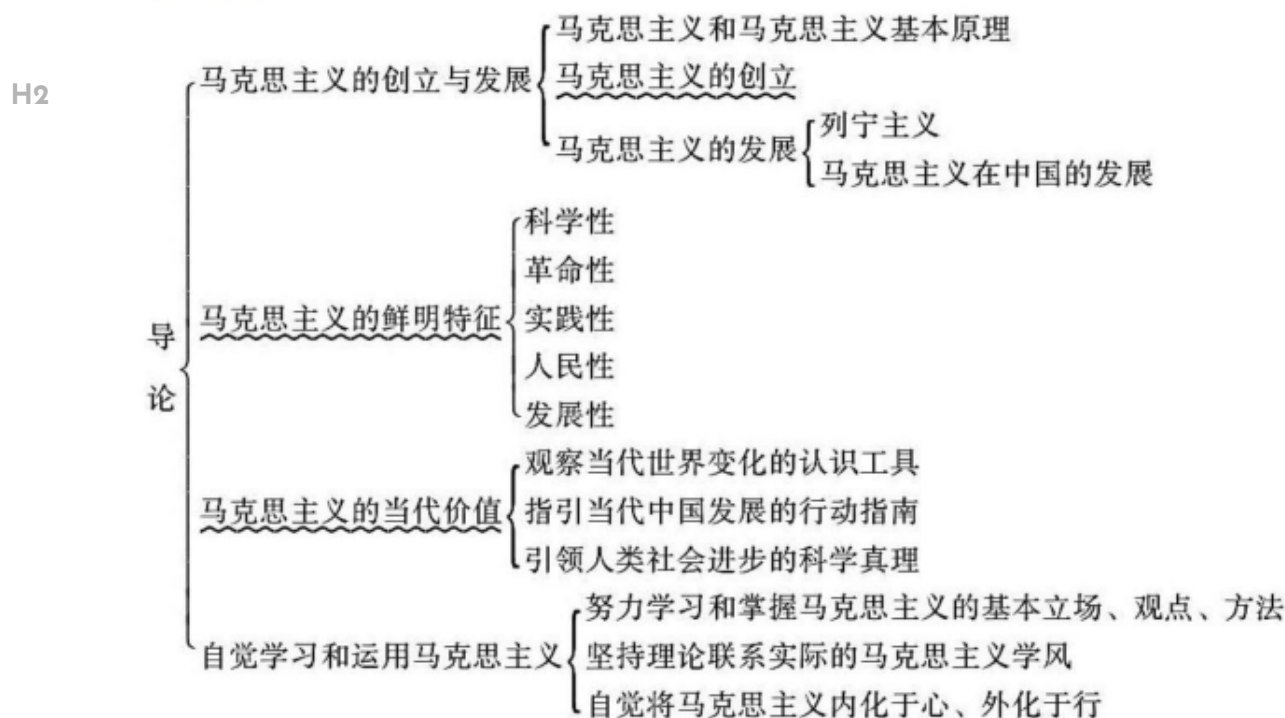 H2
导论
马克思主义的创立与发展
马克思主义和马克思主义基本原理
马克思主义的创立
马克思主义的发展
列宁主义
马克思主义在中国的发展
马克思主义的鲜明特征
科学性
革命性
实践性
人民性
发展性
马克思主义的当代价值
观察当代世界变化的认识工具
指引当代中国发展的行动指南
引领人类社会进步的科学真理
自觉学习和运用马克思主义
努力学习和掌握马克思主义的基本立场、观点、方法
坚持理论联系实际的马克思主义学风
自觉将马克思主义内化于心、外化于行